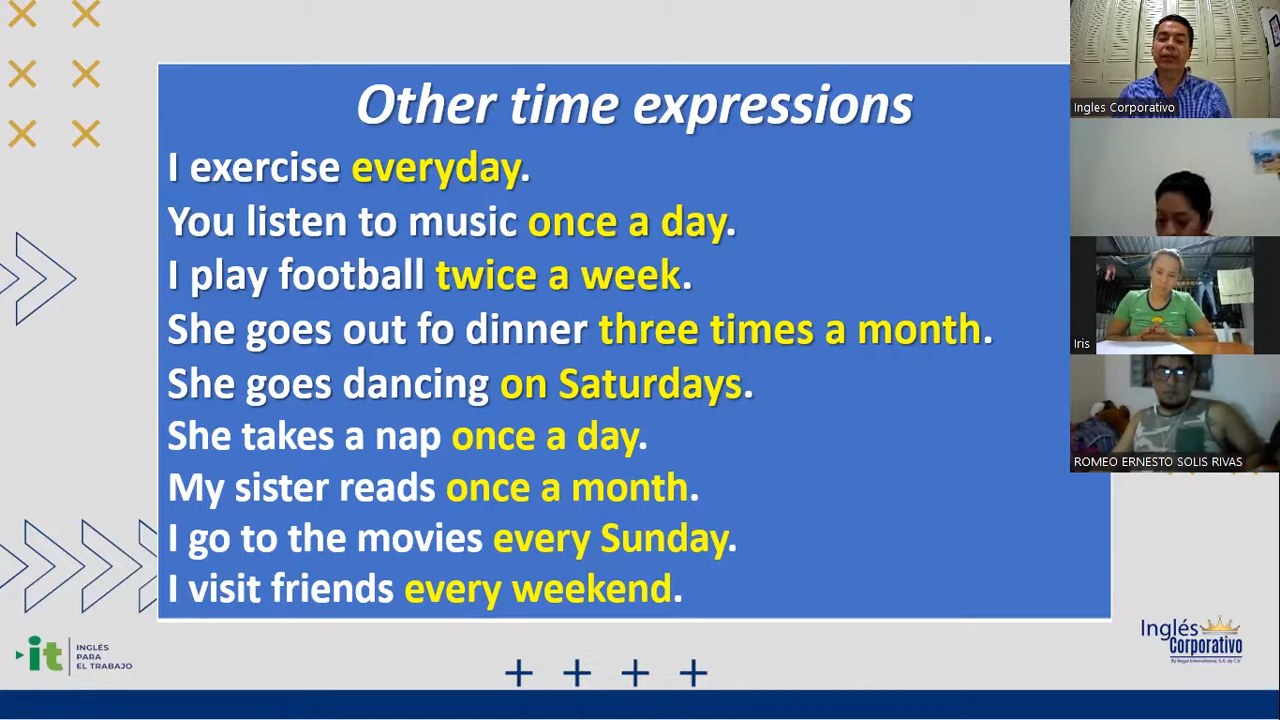 Other time expressions
I exercise everyday.
You listen to music once a day.
I play football twice a week.
She goes out fo dinner three times a month.
She goes dancing on Saturdays.
She takes a nap once a day.
My sister reads once a month.
I go to the movies every Sunday.
I visit friends every weekend.
Ingles Corporativo
Iris
ROMEO ERNESTO SOLIS RIVAS
it
INGLÉS
PARA
EL TRABAJO
Inglés
Corporativo
By Regal International, S.A. de C.V.